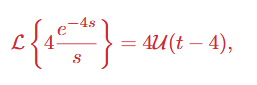 ℒ{4 e^{-4s}/s} = 4𝒰(t − 4),